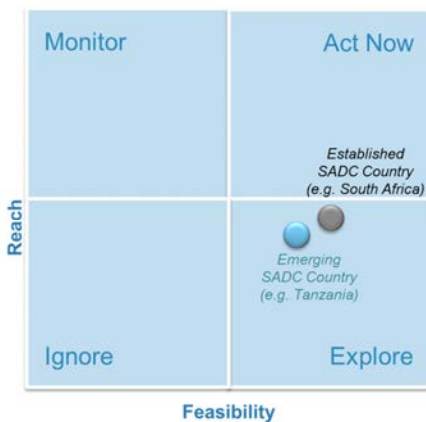 Monitor
Act Now
Established
SADC Country
(e.g. South Africa)
Reach
Emerging
SADC Country
(e.g. Tanzania)
Ignore
Explore
Feasibility